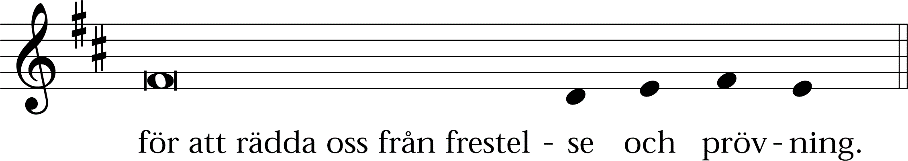 för att rädda oss från frestel - se och pröv - ning.